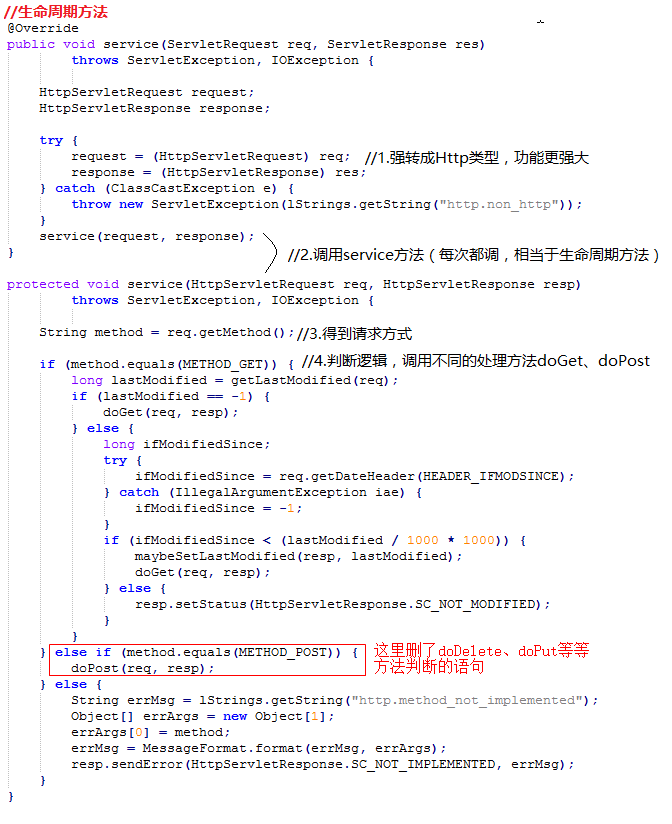 //生命周期方法
@Override
public void service(ServletRequest req, ServletResponse res)
throws ServletException, IOException {
HttpServletRequest request;
HttpServletResponse response;
try {
request = (HttpServletRequest) req; //1.强转成Http类型，功能更强大
response = (HttpServletResponse) res;
} catch (ClassCastException e) {
throw new ServletException(lStrings.getString("http.non_http"));
}
service(request, response);
//2.调用service方法（每次都调，相当于生命周期方法）
}
protected void service(HttpServletRequest req, HttpServletResponse resp)
throws ServletException, IOException {
String method = req.getMethod(); //3.得到请求方式
if (method.equals(METHOD_GET)) { //4.判断逻辑，调用不同的处理方法doGet、doPost
long lastModified = getLastModified(req);
if (lastModified == -1) {
doGet(req, resp);
} else {
long ifModifiedSince;
try {
ifModifiedSince = req.getDateHeader(HEADER_IFMODSINCE);
} catch (IllegalArgumentException iae) {
ifModifiedSince = -1;
}
if (ifModifiedSince < (lastModified / 1000 * 1000)) {
maybeSetLastModified(resp, lastModified);
doGet(req, resp);
} else {
resp.setStatus(HttpServletResponse.SC_NOT_MODIFIED);
}
}
} else if (method.equals(METHOD_POST)) { 这里删了doDelete、doPut等等
doPost(req, resp); 方法判断的语句
} else {
String errMsg = lStrings.getString("http.method_not_implemented");
Object[] errArgs = new Object[1];
errArgs[0] = method;
errMsg = MessageFormat.format(errMsg, errArgs);
resp.sendError(HttpServletResponse.SC_NOT_IMPLEMENTED, errMsg);
}
}